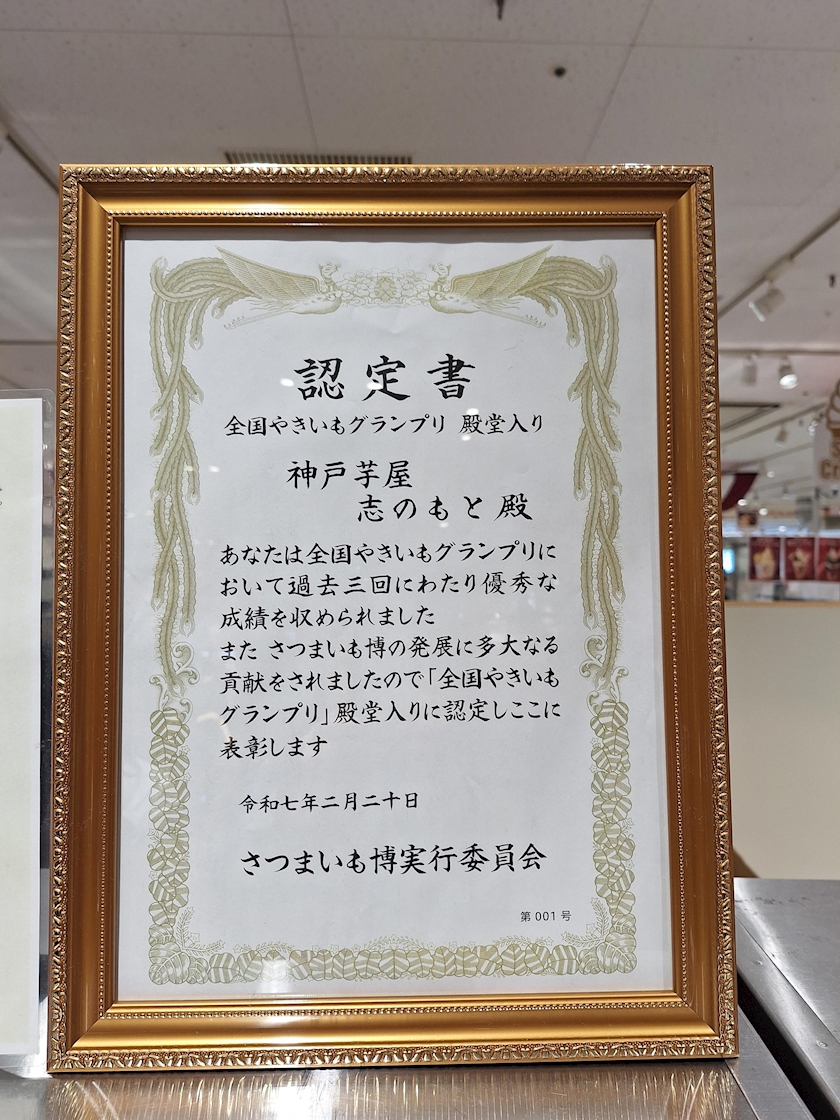 認定書
全国やきいもグランプリ 殿堂入り
神戸芋屋
志のもと殿
あなたは全国やきいもグランプリに
おいて過去三回にわたり優秀な
成績を収められました
また さつまいも博の発展に多大なる
貢献をされましたので「全国やきいも
グランプリ」殿堂入りに認定しここに
表彰します
令和七年二月二十日
さつまいも博実行委員会
第001号